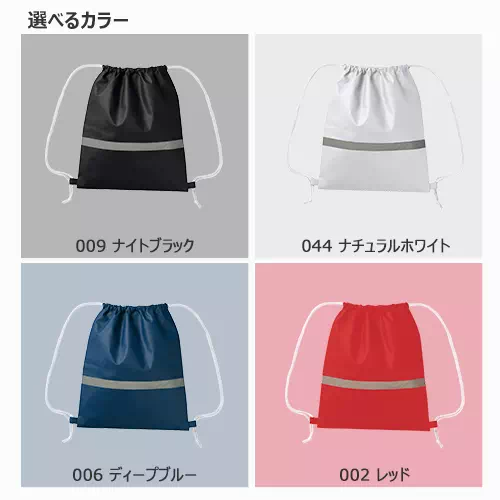 選べるカラー
009 ナイトブラック
044 ナチュラルホワイト
006 ディープブルー
002 レッド